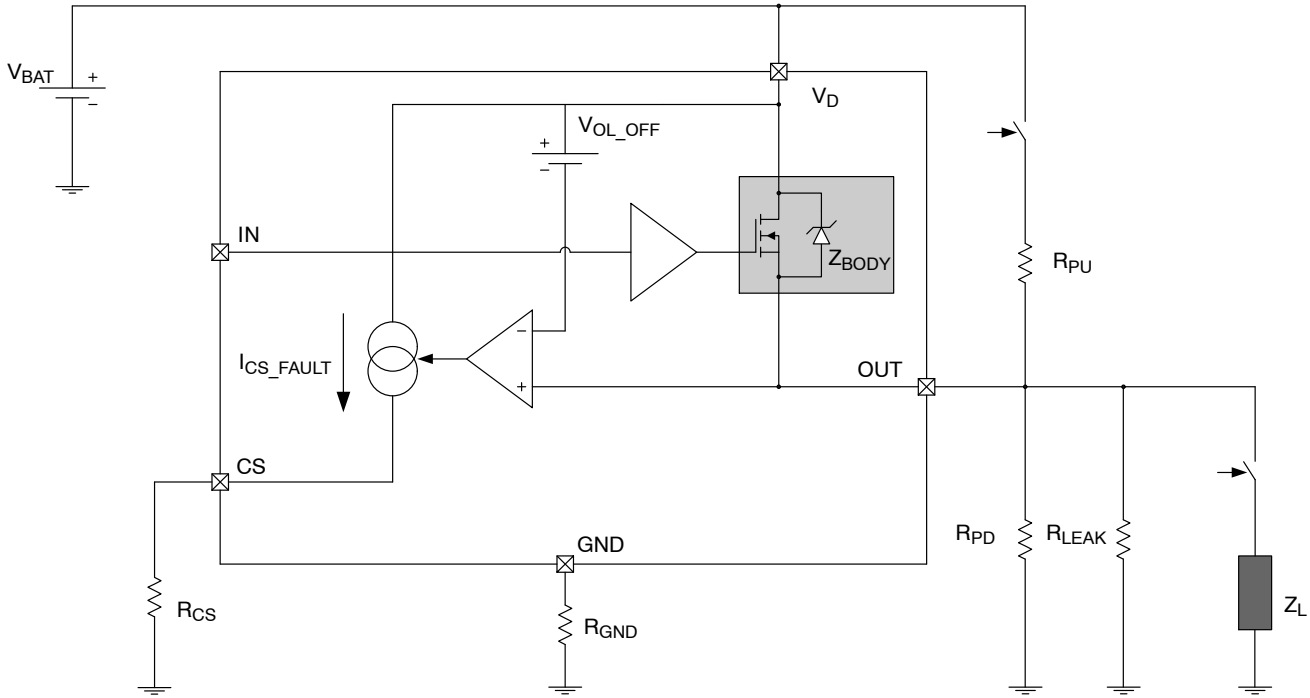 VBAT
+
−
VD
VOL_OFF
+
−
IN
ZBODY
RPU
−
ICS_FAULT
+
OUT
CS
GND
RPD
RLEAK
RCS
RGND
ZL